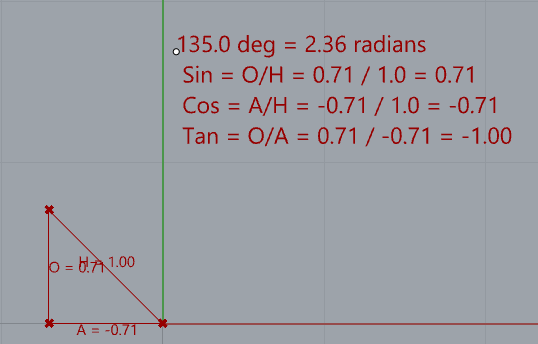 135.0 deg = 2.36 radians
Sin = O/H = 0.71 / 1.0 = 0.71
Cos = A/H = -0.71 / 1.0 = -0.71
Tan = O/A = 0.71 / -0.71 = -1.00
H = 1.00
O = 0.71
A = -0.71